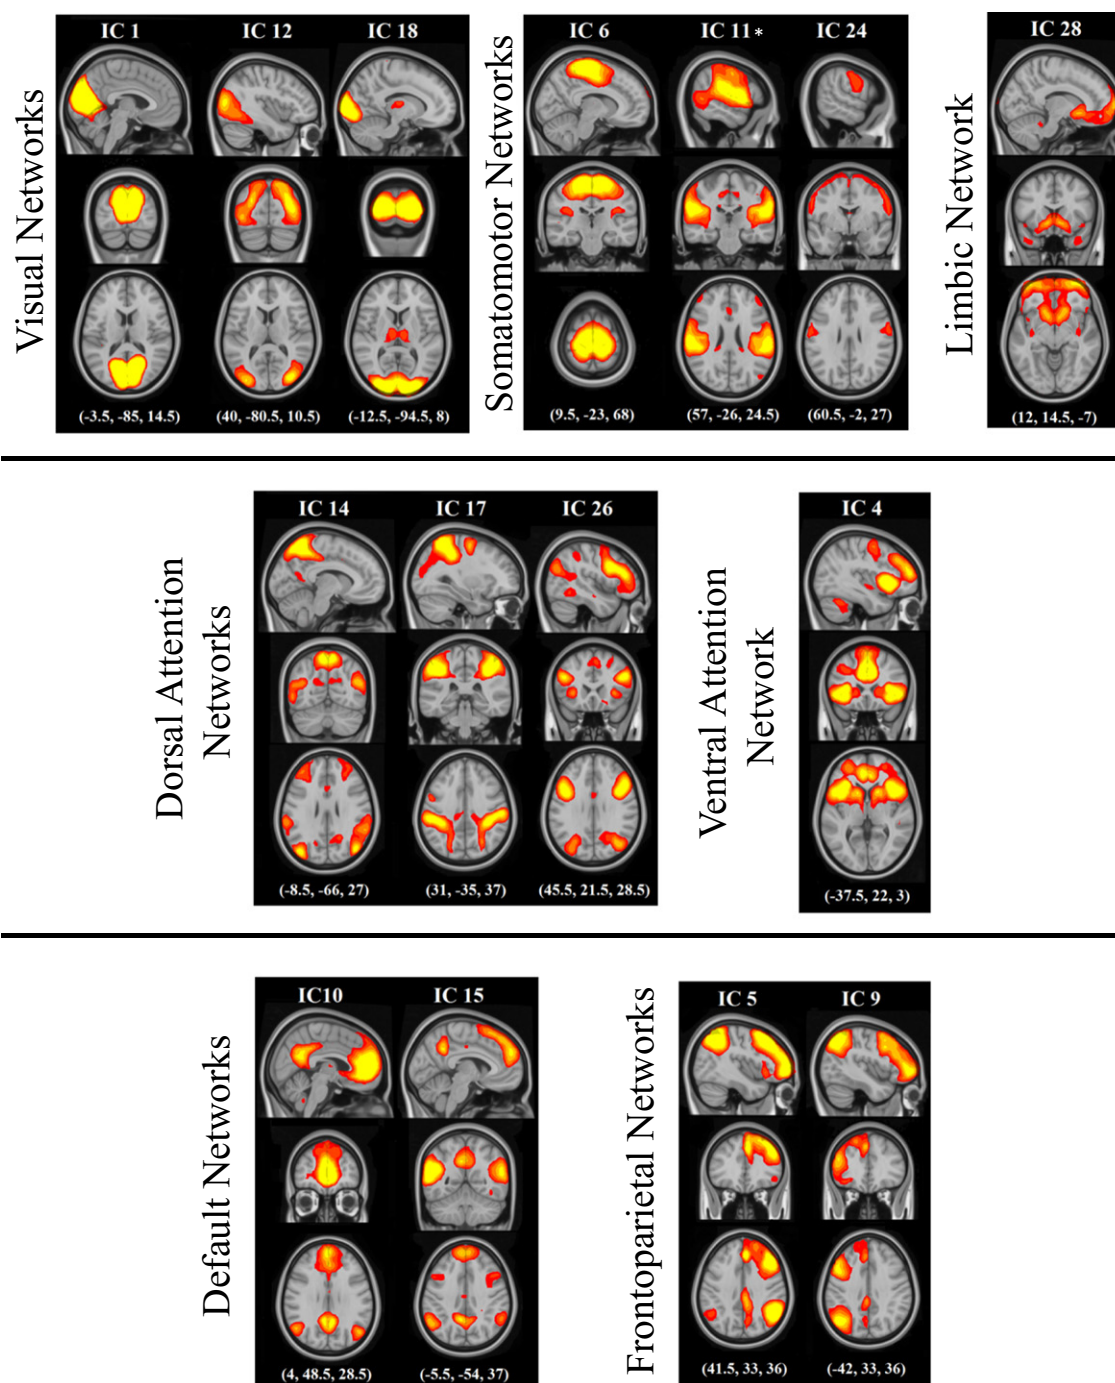 Visual Networks
IC 1 IC 12 IC 18
(-3.5, -85, 14.5) (40, -80.5, 10.5) (-12.5, -94.5, 8)
Somatomotor Networks
IC 6 IC 11* IC 24
(9.5, -23, 68) (57, -26, 24.5) (60.5, -2, 27)
Limbic Network
IC 28
(12, 14.5, -7)
Dorsal Attention
Networks
IC 14 IC 17 IC 26
(-8.5, -66, 27) (31, -35, 37) (45.5, 21.5, 28.5)
Ventral Attention
Network
IC 4
(-37.5, 22, 3)
Default Networks
IC10 IC 15
(4, 48.5, 28.5) (-5.5, -54, 37)
Frontoparietal Networks
IC 5 IC 9
(41.5, 33, 36) (-42, 33, 36)